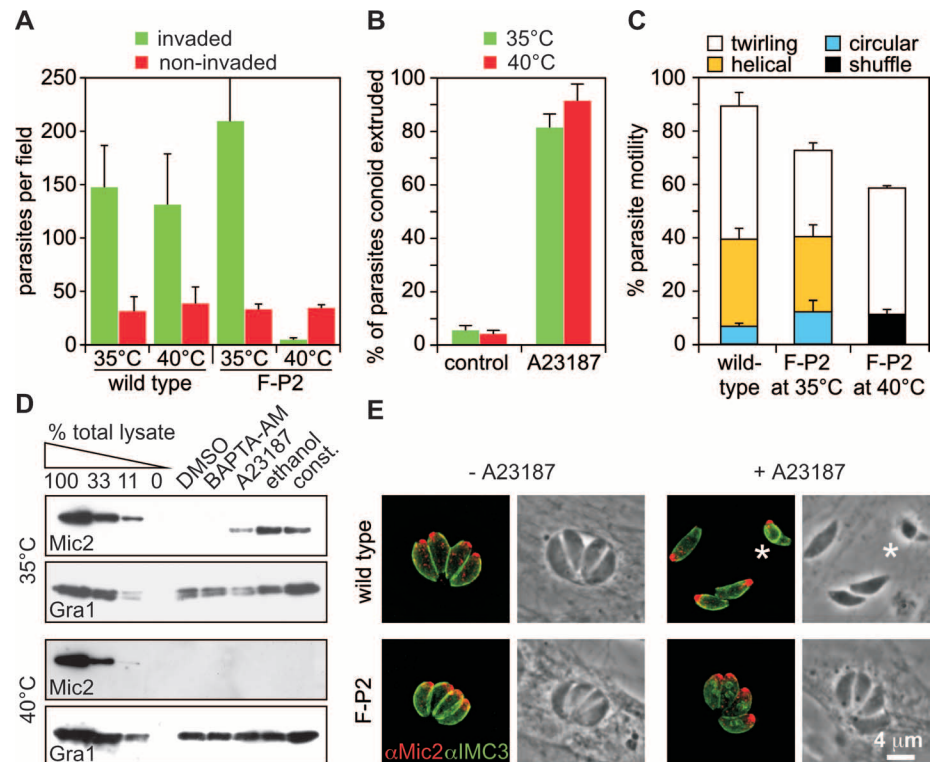 A
invaded
non-invaded
parasites per field
250
200
150
100
50
0
35°C 40°C 35°C 40°C
wild type F-P2
B
35°C
40°C
% of parasites conoid extruded
100
80
60
40
20
0
control A23187
C
twirling circular
helical shuffle
% parasite motility
100
80
60
40
20
0
wild-type F-P2 at 35°C F-P2 at 40°C
D
% total lysate
100 33 11 0
DMSO BAPTA-AM A23187 ethanol const.
35°C
Mic2
Gra1
40°C
Mic2
Gra1
E
- A23187 + A23187
wild type
* *
F-P2
αMic2 αIMC3
4 µm